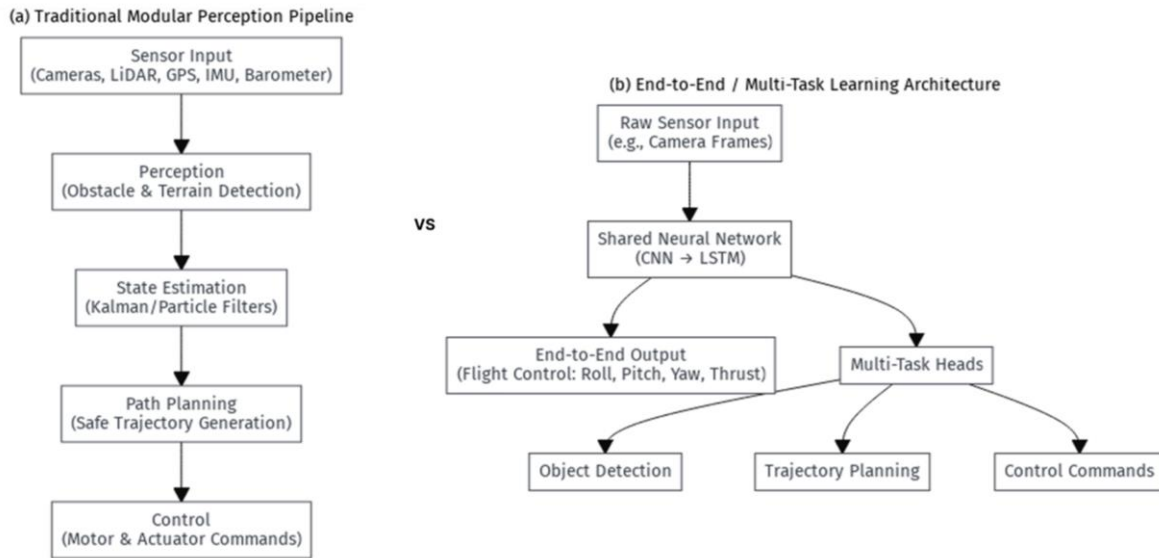 (a) Traditional Modular Perception Pipeline
Sensor Input
(Cameras, LiDAR, GPS, IMU, Barometer)
Perception
(Obstacle & Terrain Detection)
State Estimation
(Kalman/Particle Filters)
Path Planning
(Safe Trajectory Generation)
Control
(Motor & Actuator Commands)
vs
(b) End-to-End / Multi-Task Learning Architecture
Raw Sensor Input
(e.g., Camera Frames)
Shared Neural Network
(CNN → LSTM)
End-to-End Output
(Flight Control: Roll, Pitch, Yaw, Thrust)
Multi-Task Heads
Object Detection
Trajectory Planning
Control Commands